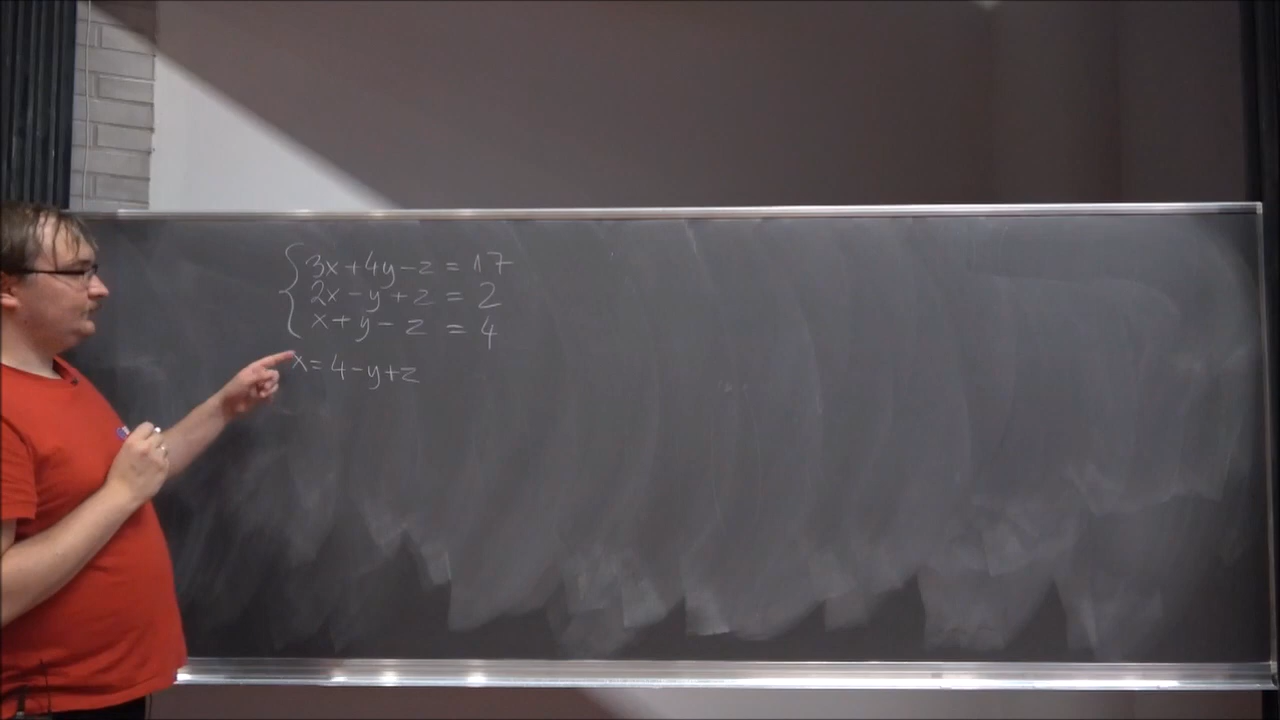 3x+4y-z = 17
2x-y+z = 2
x+y-z = 4
x=4-y+z